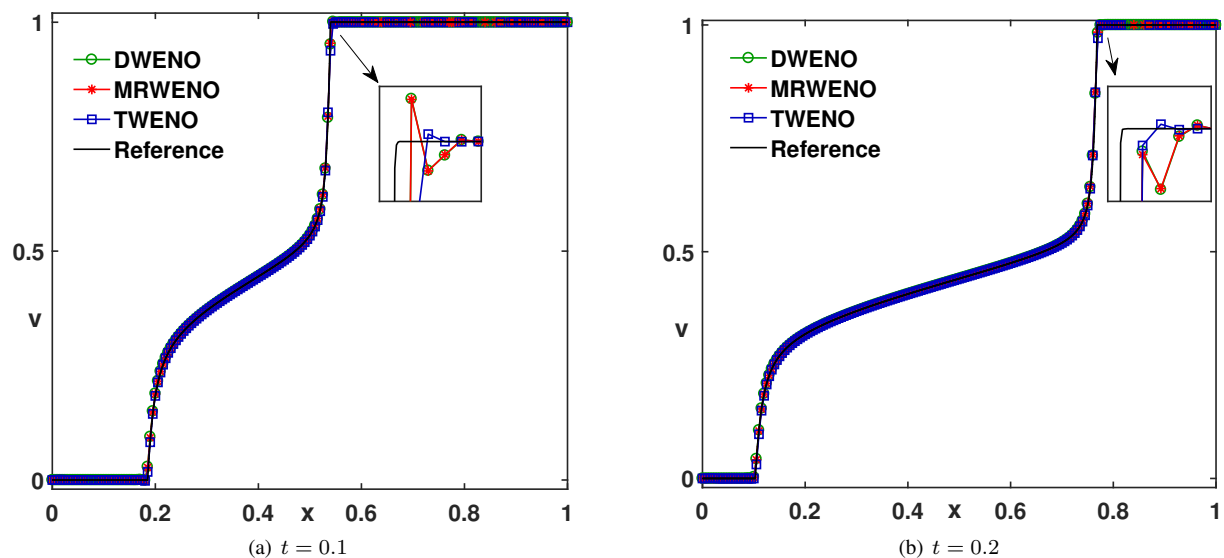 1
DWENO
MRWENO
TWENO
Reference
0.5
v
0
0 0.2 0.4 x 0.6 0.8 1
(a) t = 0.1
1
DWENO
MRWENO
TWENO
Reference
0.5
v
0
0 0.2 0.4 x 0.6 0.8 1
(b) t = 0.2